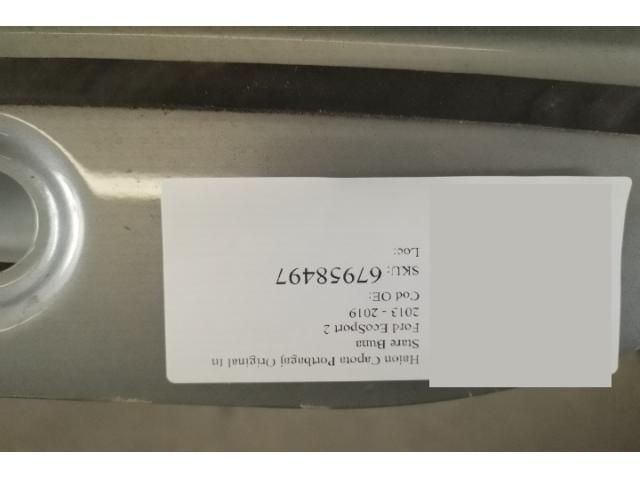 Haion Capota Portbagaj Original in
Stare Buna
Ford EcoSport 2
2013 - 2019
Cod OE:
SKU: 67958497
Loc: